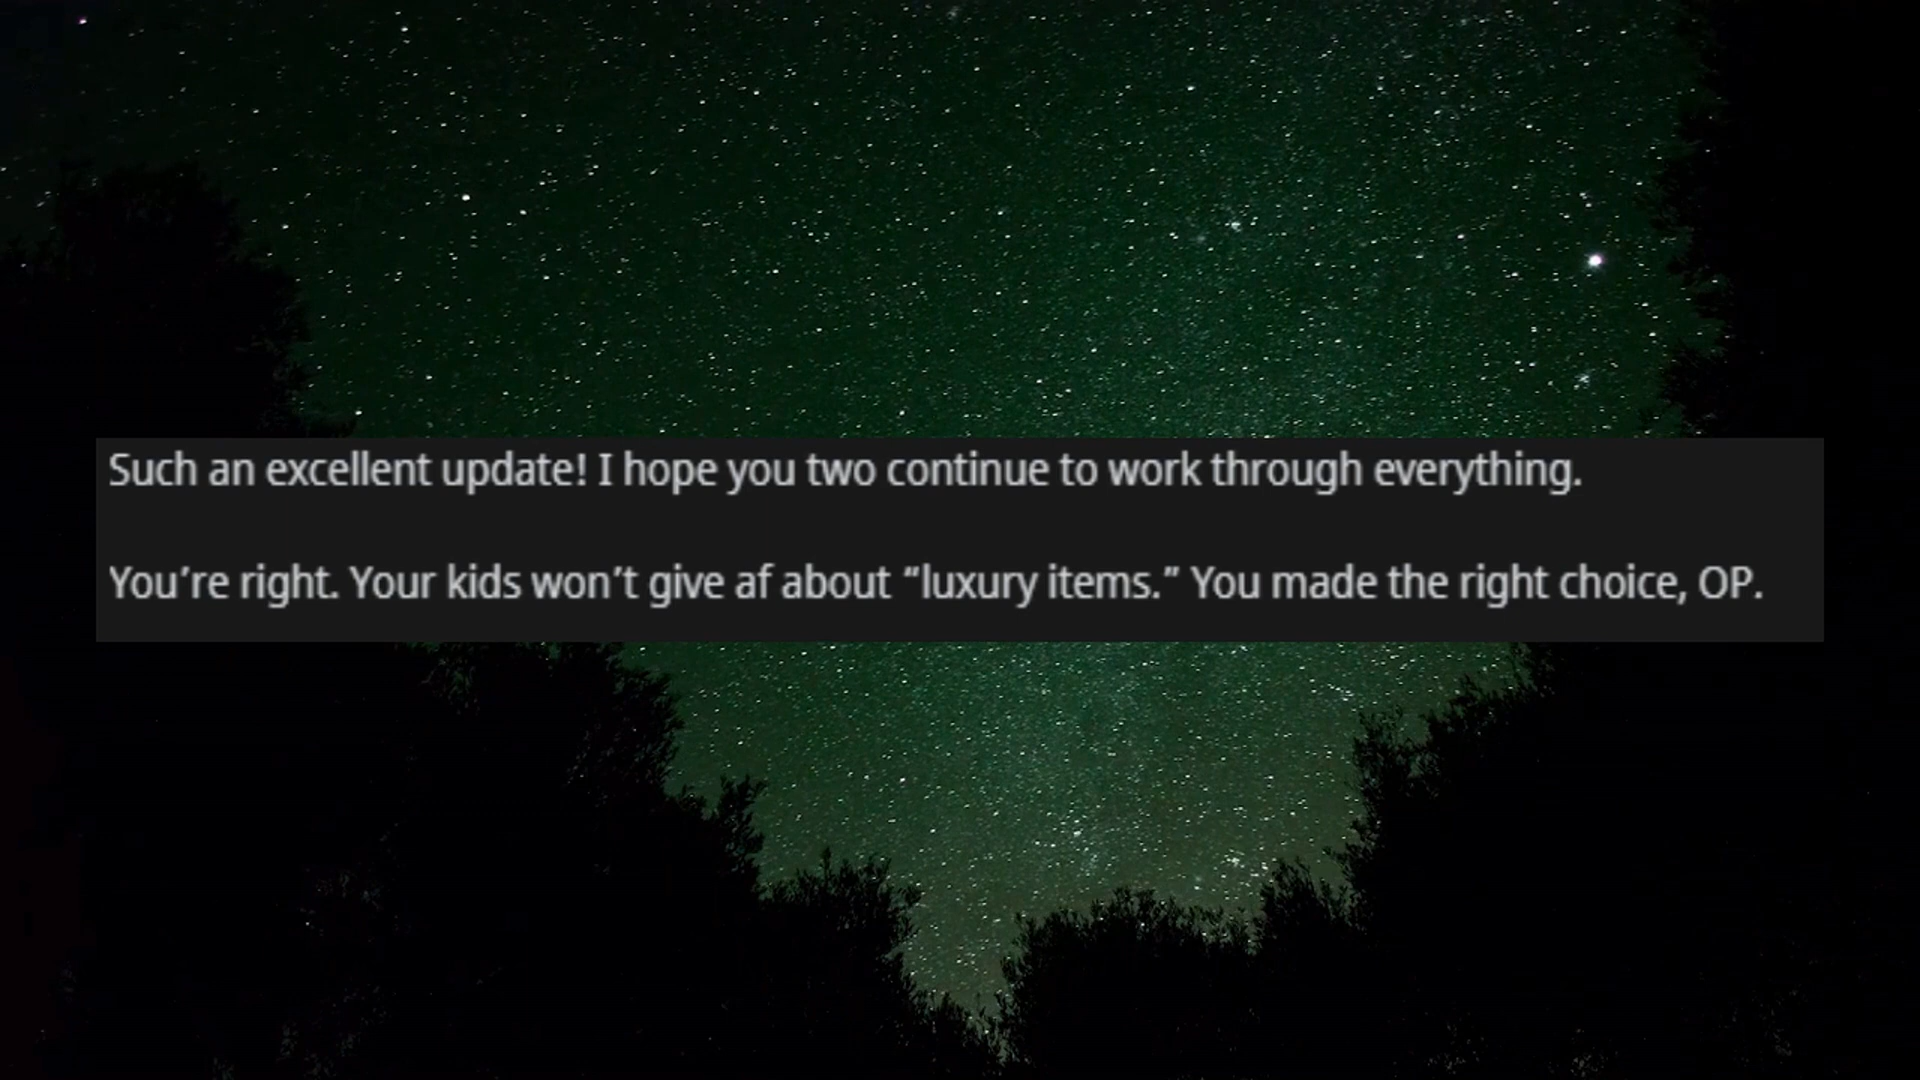 Such an excellent update! I hope you two continue to work through everything.
You’re right. Your kids won’t give af about “luxury items.” You made the right choice, OP.